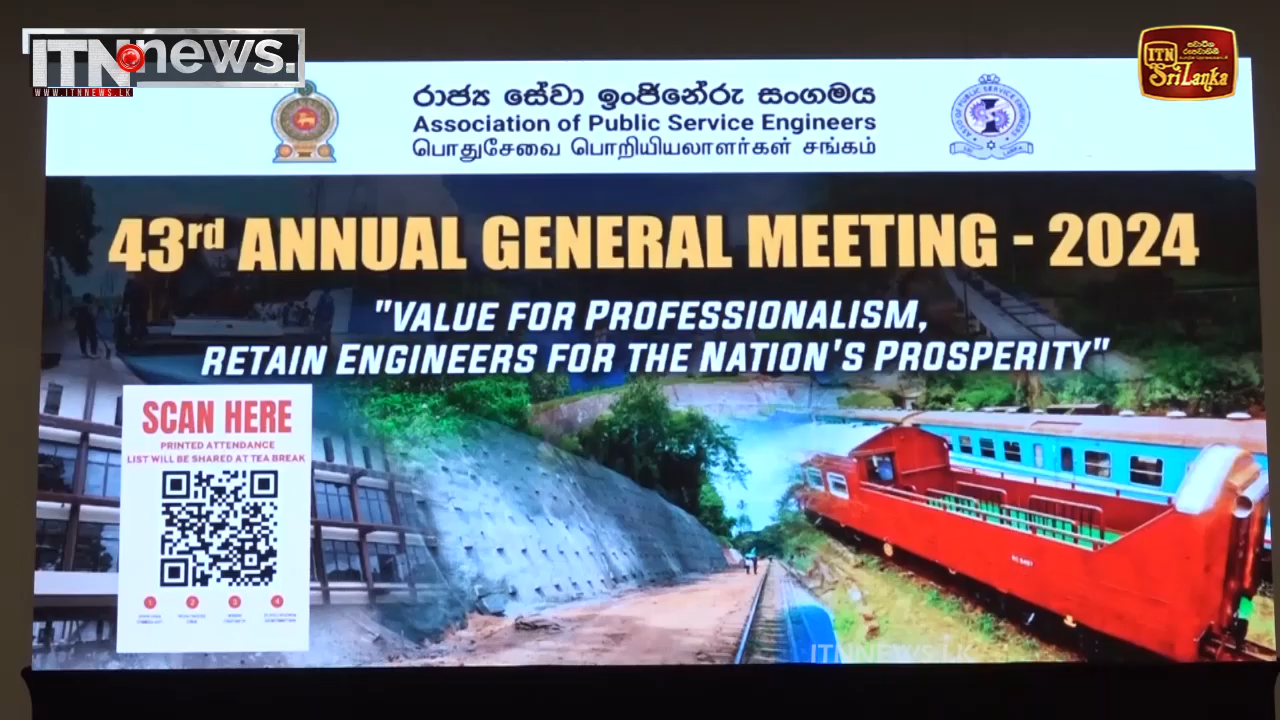 ITN news.
WWW.ITNNEWS.LK
ITN
Sri Lanka
රාජ්‍ය සේවා ඉංජිනේරු සංගමය
Association of Public Service Engineers
பொதுசேவை பொறியியலாளர்கள் சங்கம்
43rd ANNUAL GENERAL MEETING - 2024
"VALUE FOR PROFESSIONALISM,
RETAIN ENGINEERS FOR THE NATION'S PROSPERITY"
SCAN HERE
PRINTED ATTENDANCE
LIST WILL BE SHARED AT TEA BREAK
1 2 3 4
ITNNEWS.LK